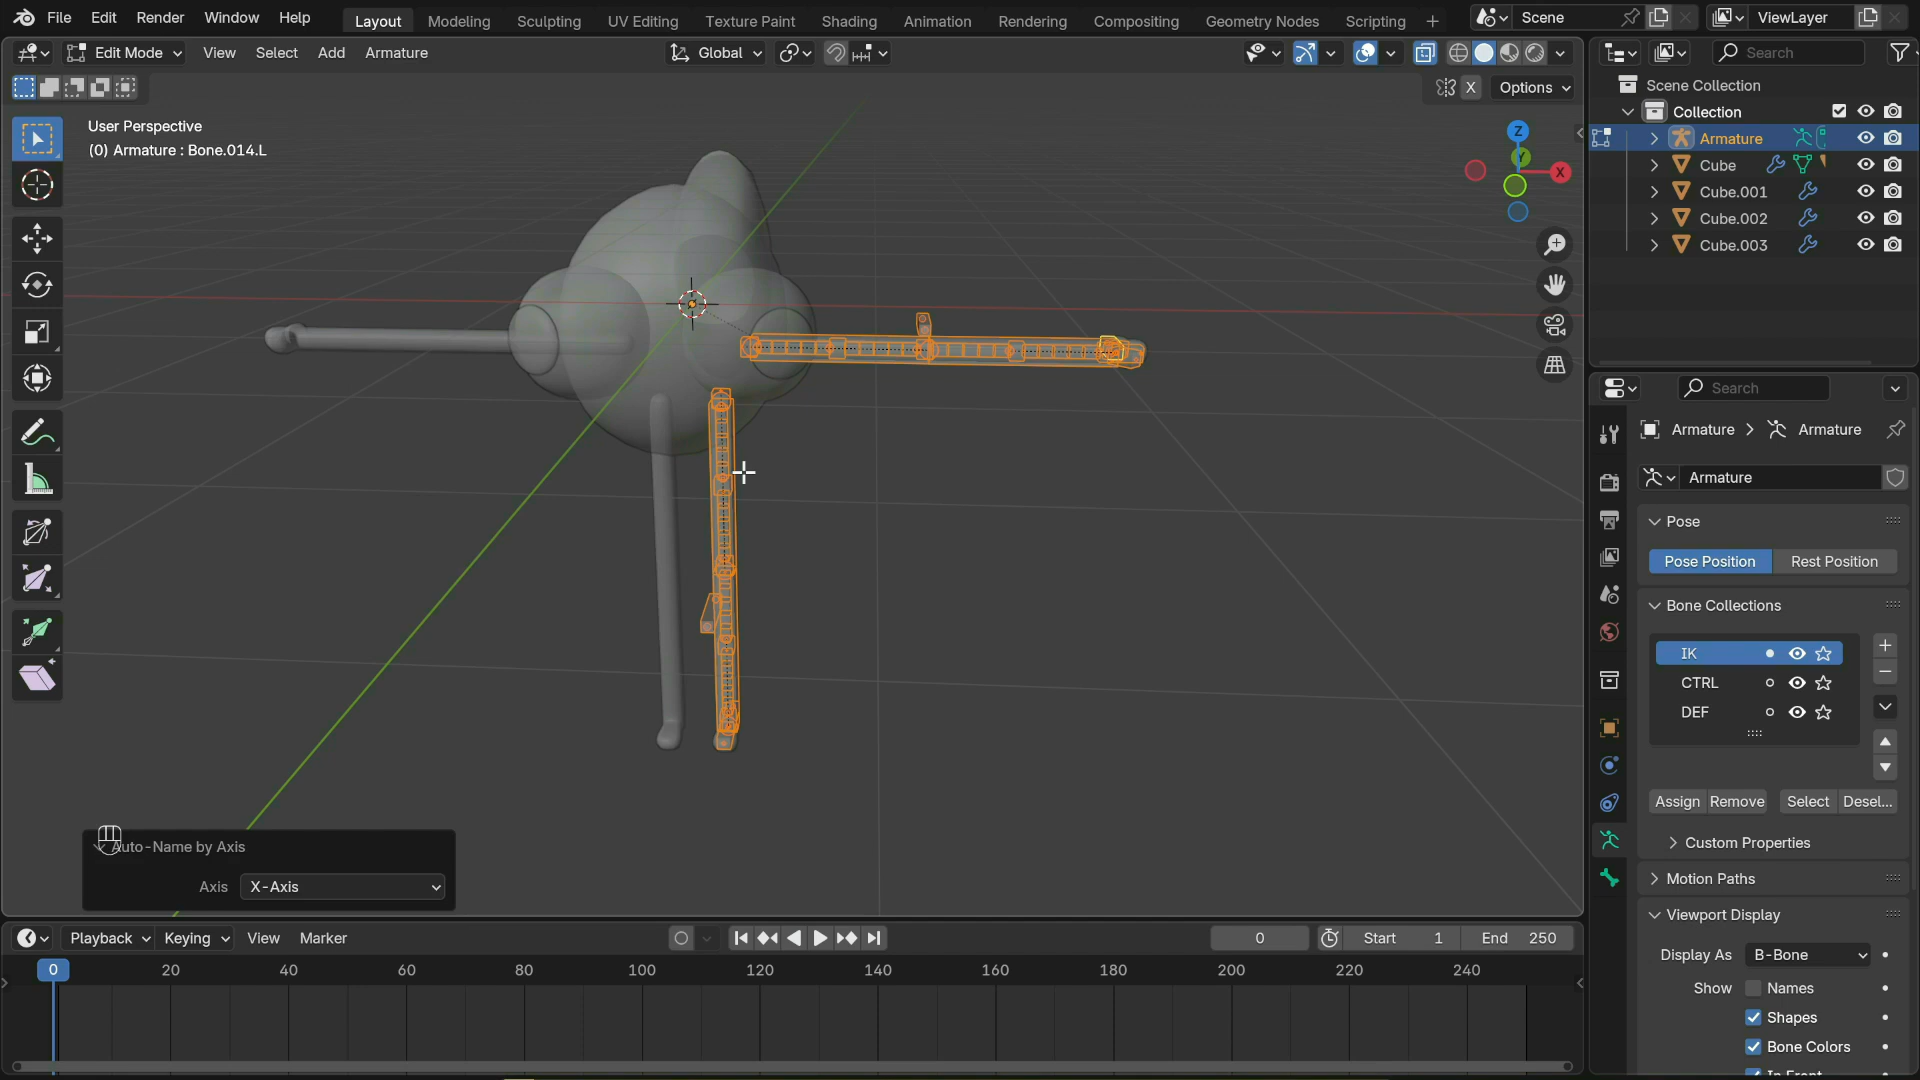 File Edit Render Window Help Layout Modeling Sculpting UV Editing Texture Paint Shading Animation Rendering Compositing Geometry Nodes Scripting + Scene ViewLayer
Edit Mode View Select Add Armature Global Search
X Options
User Perspective
(0) Armature : Bone.014.L
Z
Y
X
Scene Collection
Collection
Armature
Cube
Cube.001
Cube.002
Cube.003
Search
Armature > Armature
Armature
Pose
Pose Position Rest Position
Bone Collections
IK
CTRL
DEF
Assign Remove Select Desel...
Custom Properties
Motion Paths
Viewport Display
Display As B-Bone
Show Names
Shapes
Bone Colors
In Front
Auto-Name by Axis
Axis X-Axis
Playback Keying View Marker 0 Start 1 End 250
0 20 40 60 80 100 120 140 160 180 200 220 240